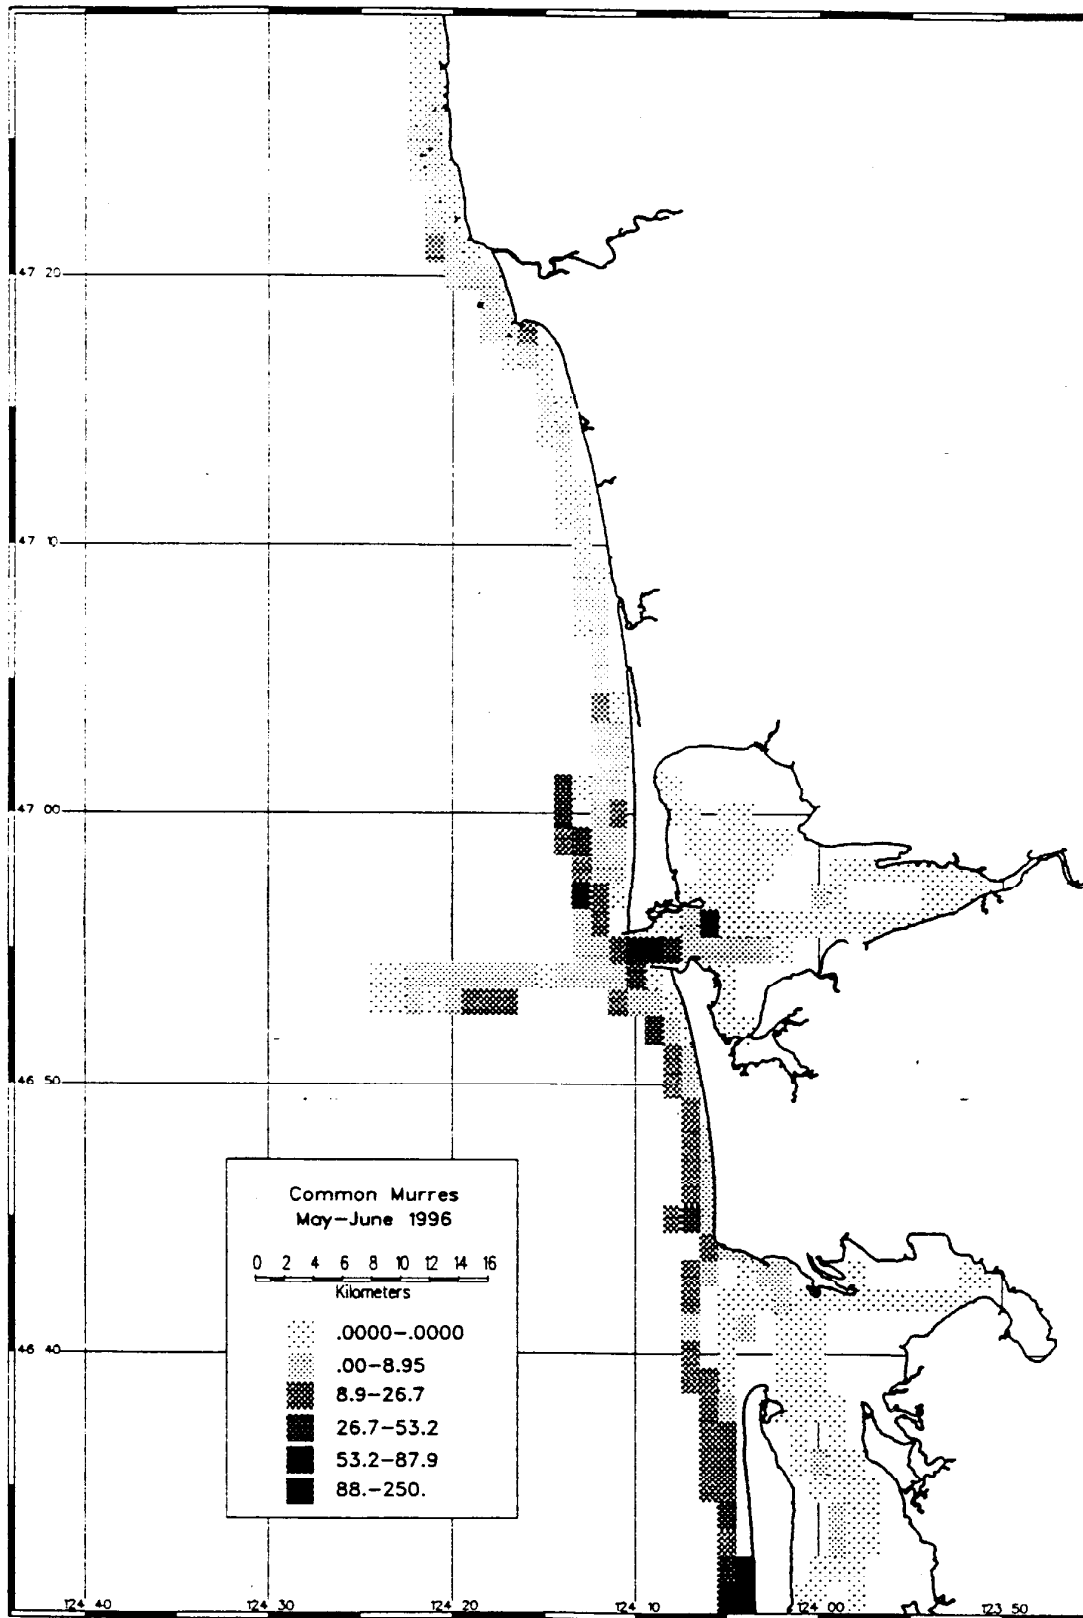 47 20
47 10
47 00
46 50
Common Murres
May-June 1996
0 2 4 6 8 10 12 14 16
Kilometers
.0000-.0000
.00-8.95
8.9-26.7
26.7-53.2
53.2-87.9
88.-250.
46 40
124 40 124 30 124 20 124 10 124 00 123 50